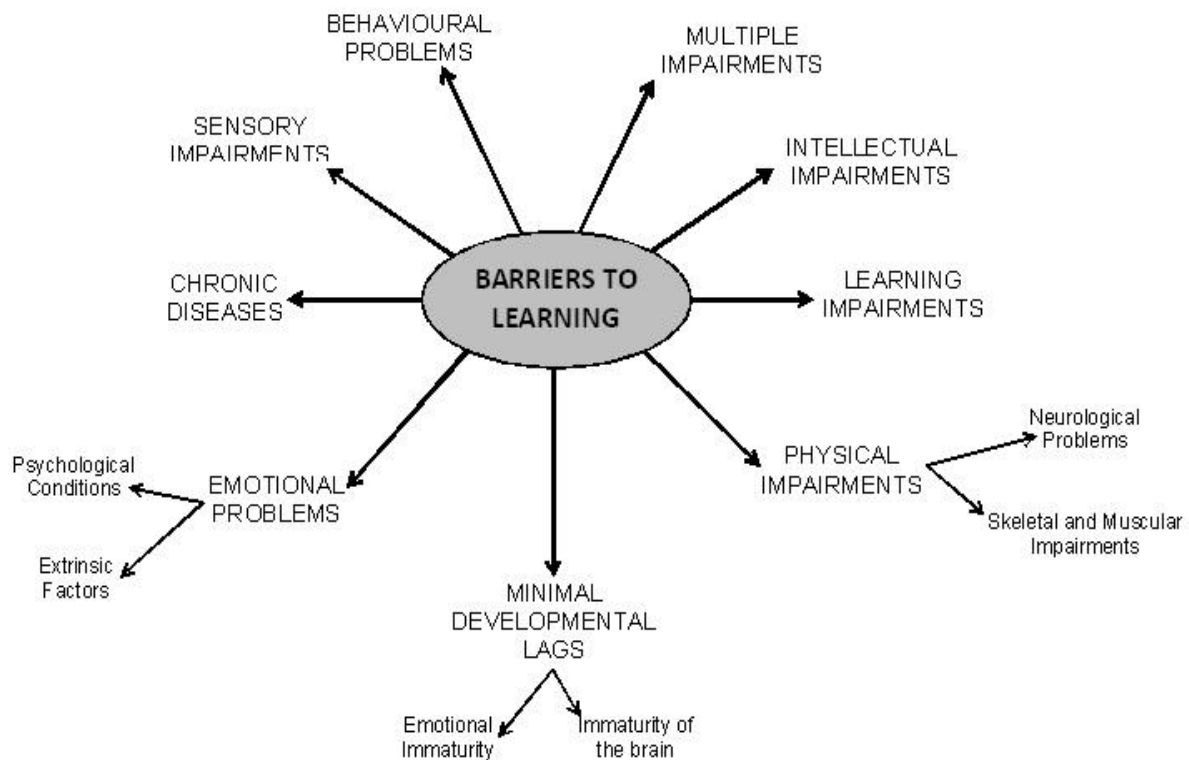 BEHAVIOURAL
PROBLEMS
MULTIPLE
IMPAIRMENTS
SENSORY
IMPAIRMENTS
INTELLECTUAL
IMPAIRMENTS
BARRIERS TO
LEARNING
CHRONIC
DISEASES
LEARNING
IMPAIRMENTS
Neurological
Problems
PHYSICAL
IMPAIRMENTS
Skeletal and Muscular
Impairments
Psychological
Conditions
EMOTIONAL
PROBLEMS
Extrinsic
Factors
MINIMAL
DEVELOPMENTAL
LAGS
Emotional
Immaturity
Immaturity of
the brain